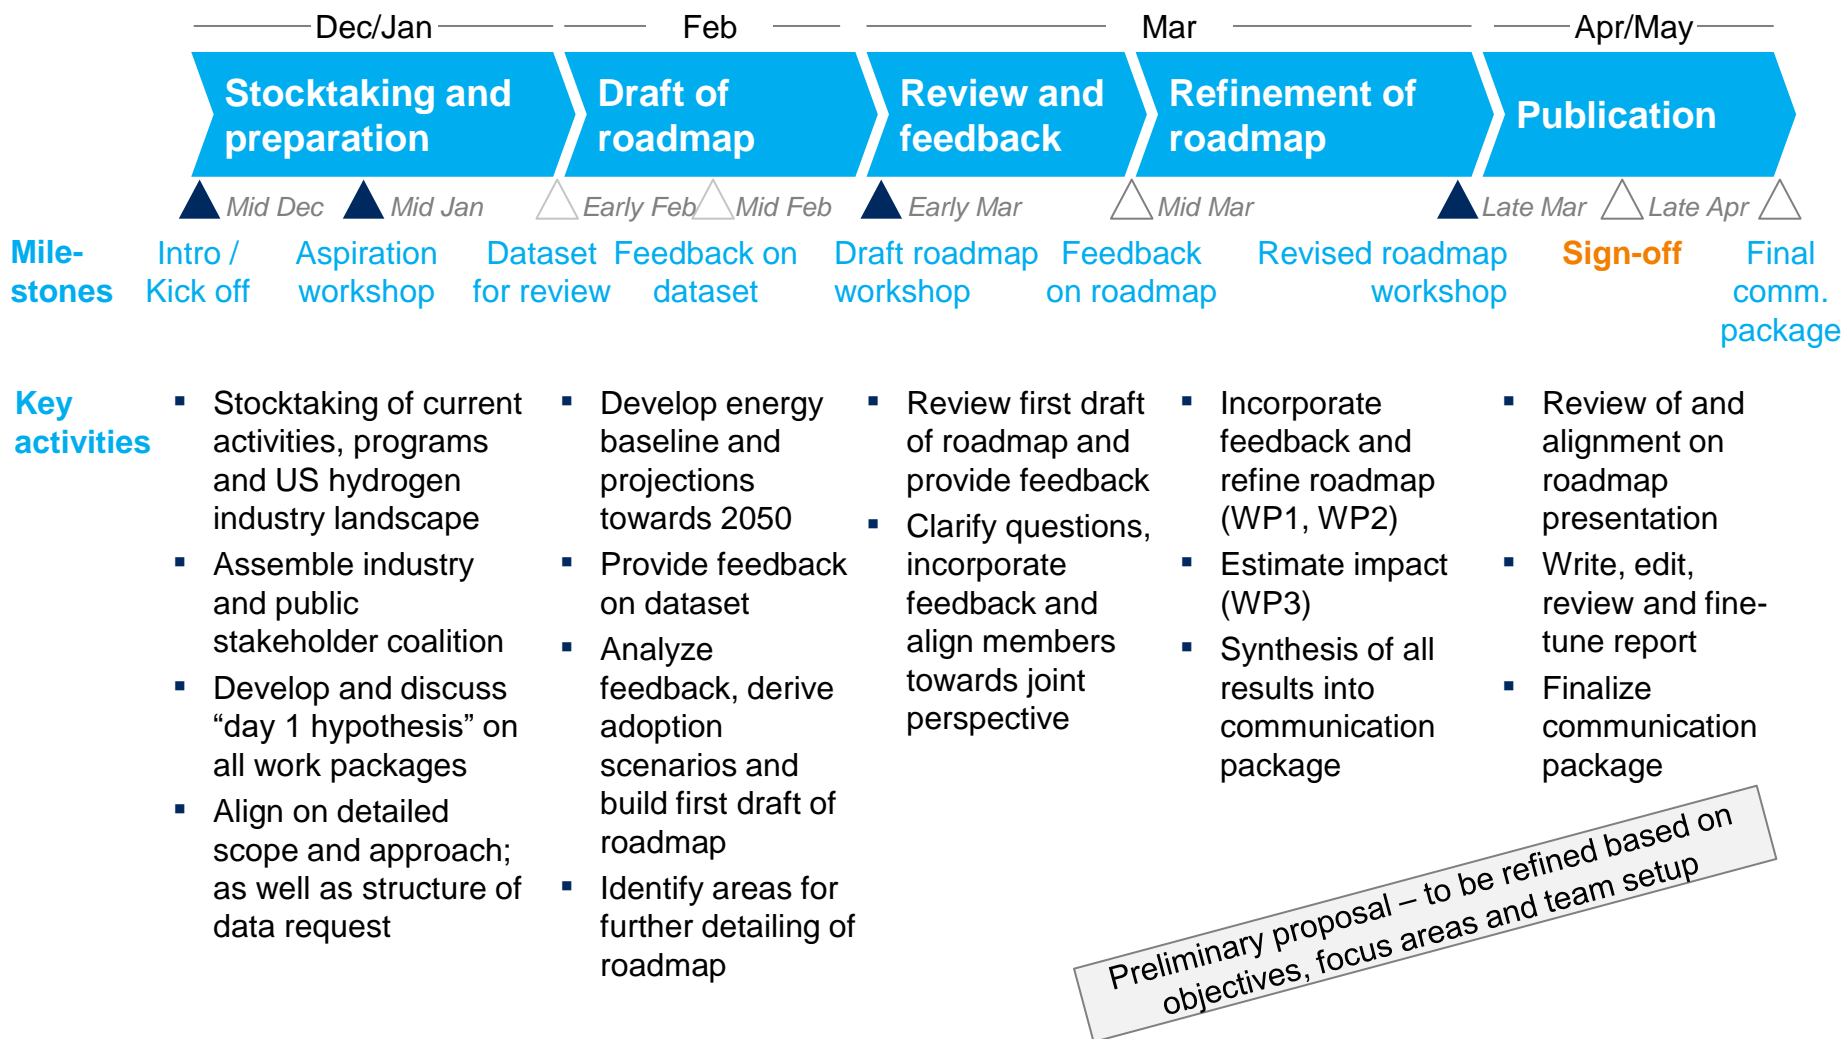 Dec/Jan
Feb
Mar
Apr/May
Stocktaking and
preparation
Draft of
roadmap
Review and
feedback
Refinement of
roadmap
Publication
Mid Dec
Mid Jan
Early Feb
Mid Feb
Early Mar
Mid Mar
Late Mar
Late Apr
Mile-
stones
Intro /
Kick off
Aspiration
workshop
Dataset
for review
Feedback on
dataset
Draft roadmap
workshop
Feedback
on roadmap
Revised roadmap
workshop
Sign-off
Final
comm.
package
Key
activities
▪ Stocktaking of current
activities, programs
and US hydrogen
industry landscape
▪ Assemble industry
and public
stakeholder coalition
▪ Develop and discuss
“day 1 hypothesis” on
all work packages
▪ Align on detailed
scope and approach;
as well as structure of
data request
▪ Develop energy
baseline and
projections
towards 2050
▪ Provide feedback
on dataset
▪ Analyze
feedback, derive
adoption
scenarios and
build first draft of
roadmap
▪ Identify areas for
further detailing of
roadmap
▪ Review first draft
of roadmap and
provide feedback
▪ Clarify questions,
incorporate
feedback and
align members
towards joint
perspective
▪ Incorporate
feedback and
refine roadmap
(WP1, WP2)
▪ Estimate impact
(WP3)
▪ Synthesis of all
results into
communication
package
▪ Review of and
alignment on
roadmap
presentation
▪ Write, edit,
review and fine-
tune report
▪ Finalize
communication
package
Preliminary proposal – to be refined based on
objectives, focus areas and team setup